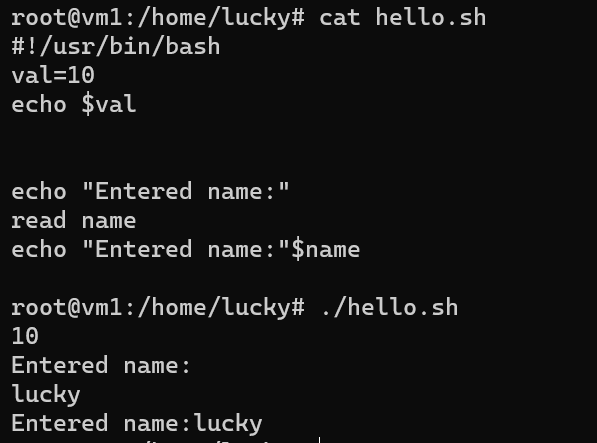 root@vm1:/home/lucky# cat hello.sh
#!/usr/bin/bash
val=10
echo $val
echo "Entered name:"
read name
echo "Entered name:"$name
root@vm1:/home/lucky# ./hello.sh
10
Entered name:
lucky
Entered name:lucky